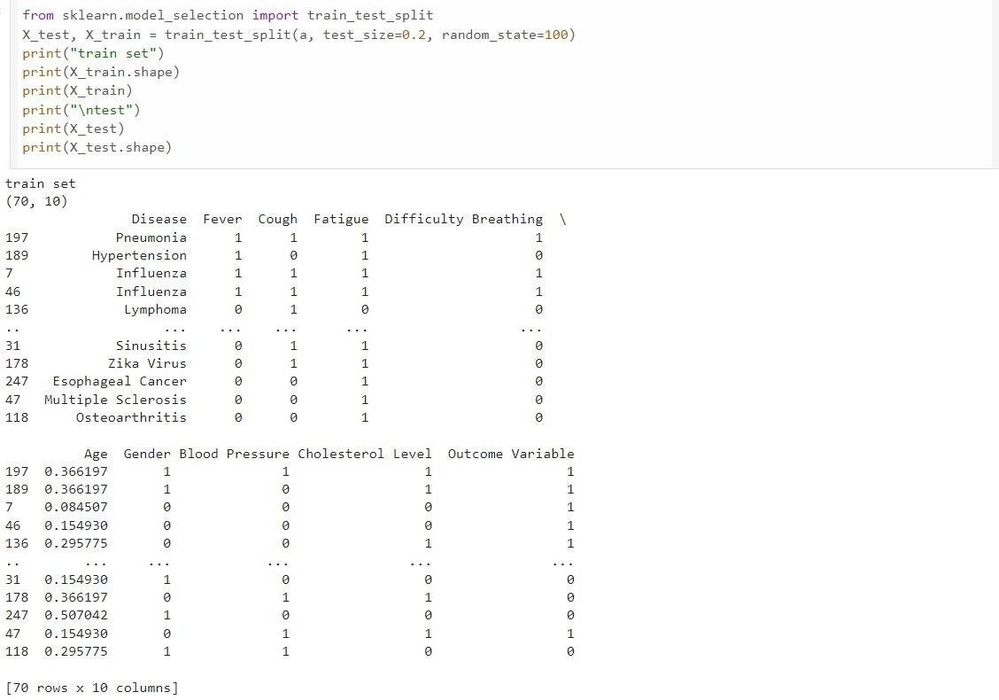 from sklearn.model_selection import train_test_split
X_test, X_train = train_test_split(a, test_size=0.2, random_state=100)
print("train set")
print(X_train.shape)
print(X_train)
print("\ntest")
print(X_test)
print(X_test.shape)
train set
(70, 10)
Disease Fever Cough Fatigue Difficulty Breathing \
197 Pneumonia 1 1 1 1
189 Hypertension 1 0 1 0
7 Influenza 1 1 1 1
46 Influenza 1 1 1 1
136 Lymphoma 0 1 0 0
.. ... ... ... ... ...
31 Sinusitis 0 1 1 0
178 Zika Virus 0 1 1 0
247 Esophageal Cancer 0 0 1 0
47 Multiple Sclerosis 0 0 1 0
118 Osteoarthritis 0 0 1 0
Age Gender Blood Pressure Cholesterol Level Outcome Variable
197 0.366197 1 1 1 1
189 0.366197 1 0 1 1
7 0.084507 0 0 0 1
46 0.154930 0 0 0 1
136 0.295775 0 0 1 1
.. ... ... ... ... ...
31 0.154930 1 0 0 0
178 0.366197 0 1 1 0
247 0.507042 1 0 0 0
47 0.154930 0 1 1 1
118 0.295775 1 1 0 0
[70 rows x 10 columns]